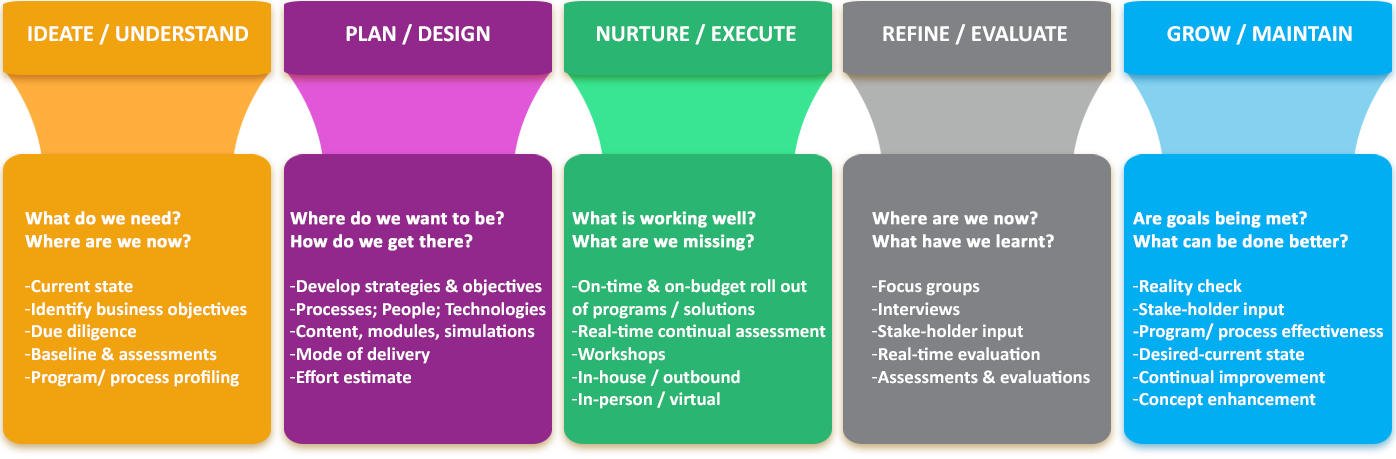 IDEATE / UNDERSTAND
What do we need?
Where are we now?
-Current state
-Identify business objectives
-Due diligence
-Baseline & assessments
-Program/ process profiling
PLAN / DESIGN
Where do we want to be?
How do we get there?
-Develop strategies & objectives
-Processes; People; Technologies
-Content, modules, simulations
-Mode of delivery
-Effort estimate
NURTURE / EXECUTE
What is working well?
What are we missing?
-On-time & on-budget roll out
of programs / solutions
-Real-time continual assessment
-Workshops
-In-house / outbound
-In-person / virtual
REFINE / EVALUATE
Where are we now?
What have we learnt?
-Focus groups
-Interviews
-Stake-holder input
-Real-time evaluation
-Assessments & evaluations
GROW / MAINTAIN
Are goals being met?
What can be done better?
-Reality check
-Stake-holder input
-Program/ process effectiveness
-Desired-current state
-Continual improvement
-Concept enhancement